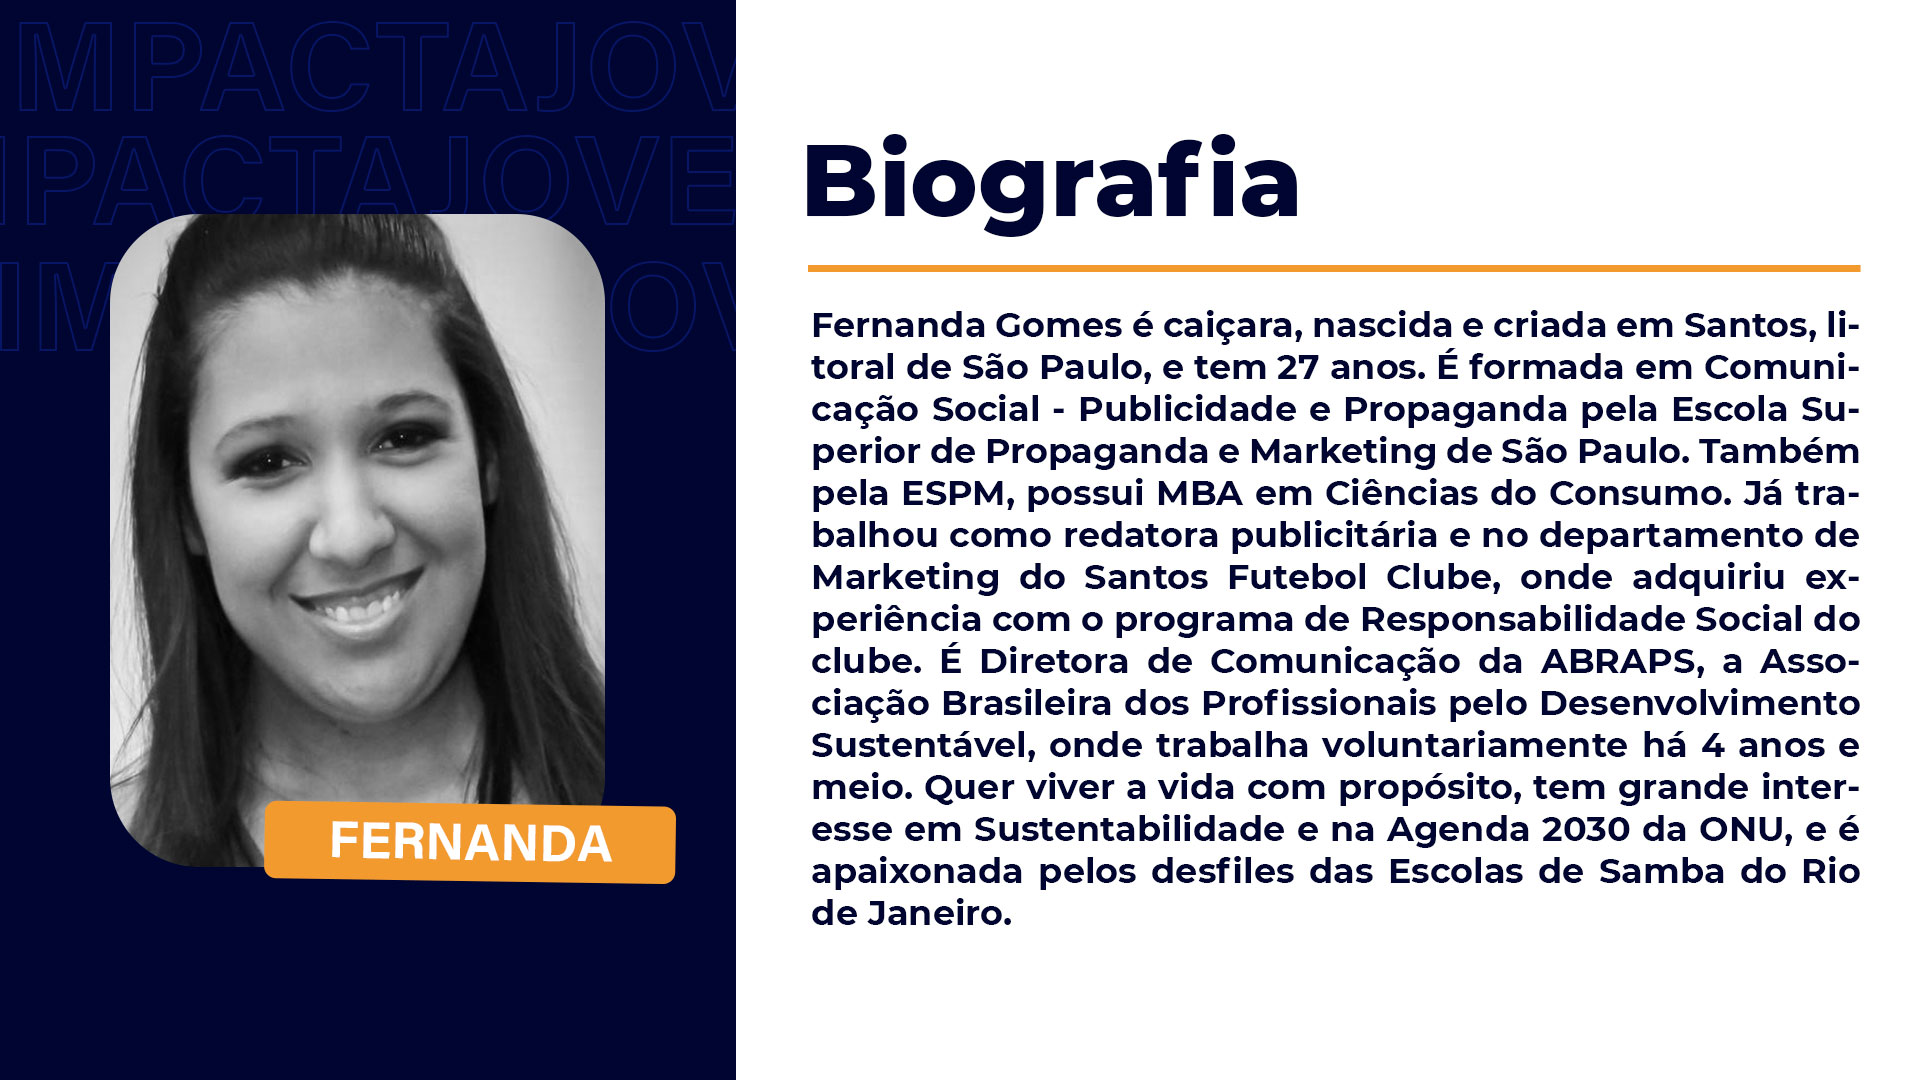 IMPACTAJOV
MPACTAJOVE
IM
OV
FERNANDA
Biografia
Fernanda Gomes é caiçara, nascida e criada em Santos, li-
toral de São Paulo, e tem 27 anos. É formada em Comuni-
cação Social - Publicidade e Propaganda pela Escola Su-
perior de Propaganda e Marketing de São Paulo. Também
pela ESPM, possui MBA em Ciências do Consumo. Já tra-
balhou como redatora publicitária e no departamento de
Marketing do Santos Futebol Clube, onde adquiriu ex-
periência com o programa de Responsabilidade Social do
clube. É Diretora de Comunicação da ABRAPS, a Asso-
ciação Brasileira dos Profissionais pelo Desenvolvimento
Sustentável, onde trabalha voluntariamente há 4 anos e
meio. Quer viver a vida com propósito, tem grande inter-
esse em Sustentabilidade e na Agenda 2030 da ONU, e é
apaixonada pelos desfiles das Escolas de Samba do Rio
de Janeiro.